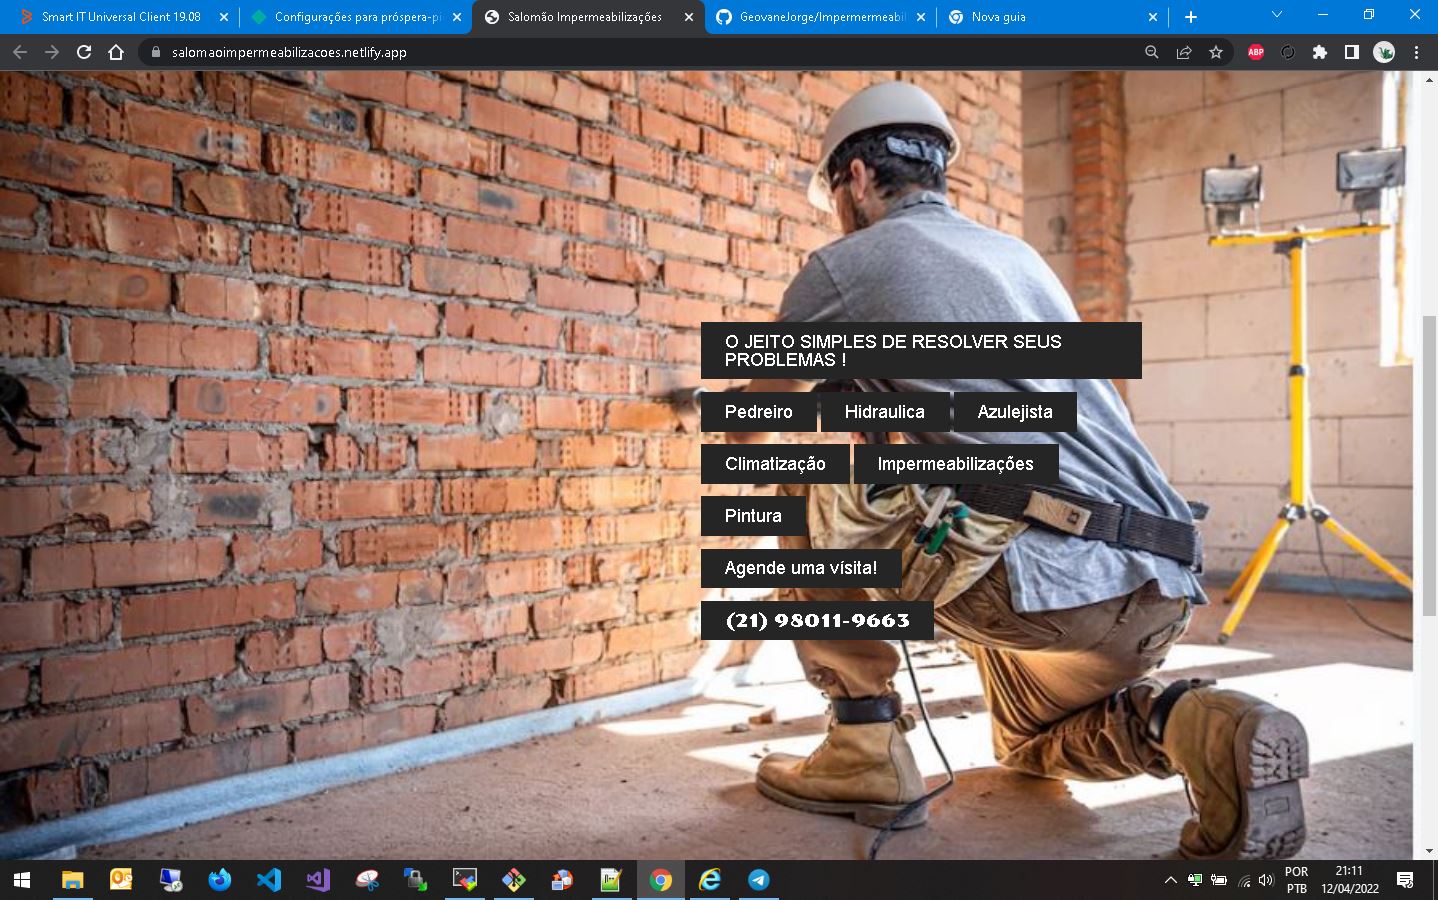 Smart IT Universal Client 19.08
Configurações para próspera-pi
Salomão Impermeabilizações
GeovaneJorge/Impermermeabil
Nova guia
salomaoimpermeabilizacoes.netlify.app
ABP
O JEITO SIMPLES DE RESOLVER SEUS
PROBLEMAS !
Pedreiro
Hidraulica
Azulejista
Climatização
Impermeabilizações
Pintura
Agende uma vísita!
(21) 98011-9663
POR
PTB
21:11
12/04/2022